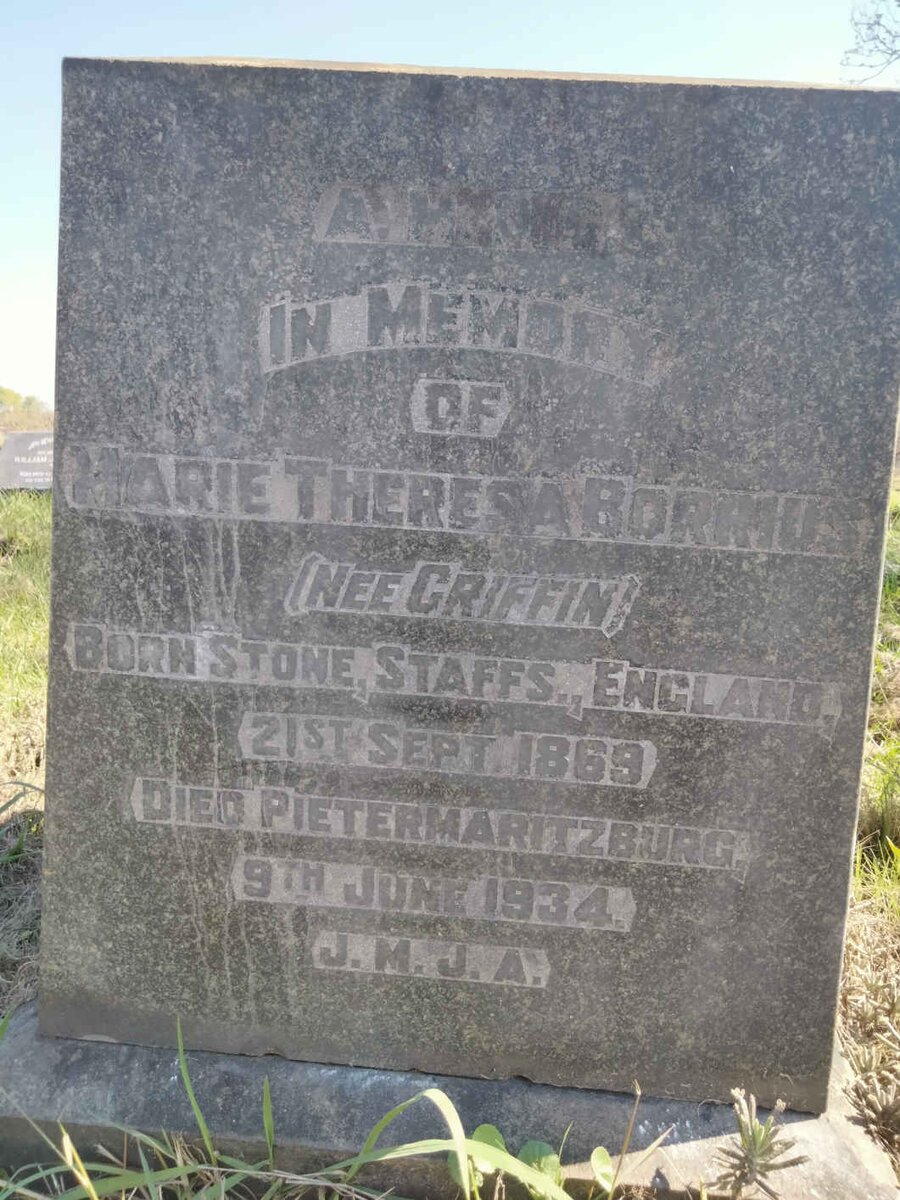 IN MEMORY
OF
MARIE THERESA BORNIUS
(NEE GRIFFIN)
BORN STONE, STAFFS., ENGLAND,
21ST SEPT 1869
DIED PIETERMARITZBURG,
9TH JUNE 1934.
J. M. J. A.